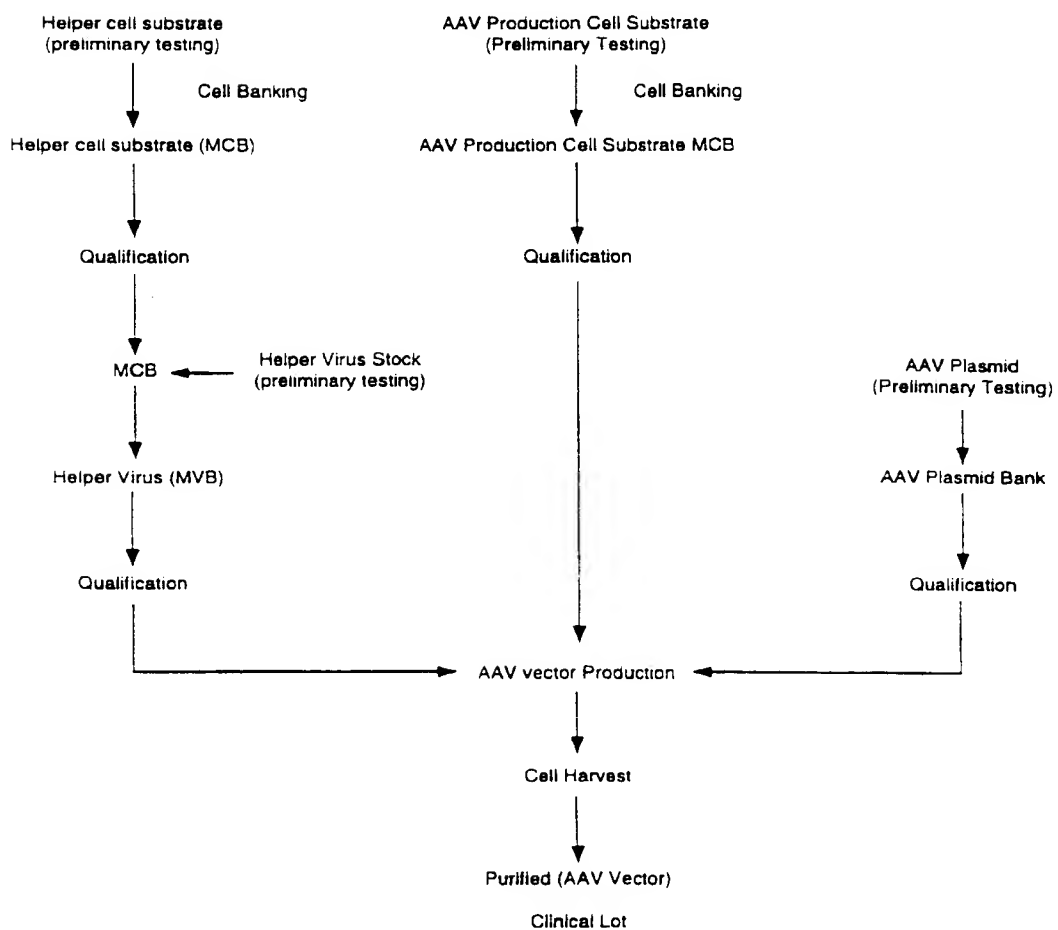 Helper cell substrate
(preliminary testing)
AAV Production Cell Substrate
(Preliminary Testing)
Cell Banking
Cell Banking
Helper cell substrate (MCB)
AAV Production Cell Substrate MCB
Qualification
Qualification
MCB
Helper Virus Stock
(preliminary testing)
AAV Plasmid
(Preliminary Testing)
Helper Virus (MVB)
AAV Plasmid Bank
Qualification
Qualification
AAV vector Production
Cell Harvest
Purified (AAV Vector)
Clinical Lot